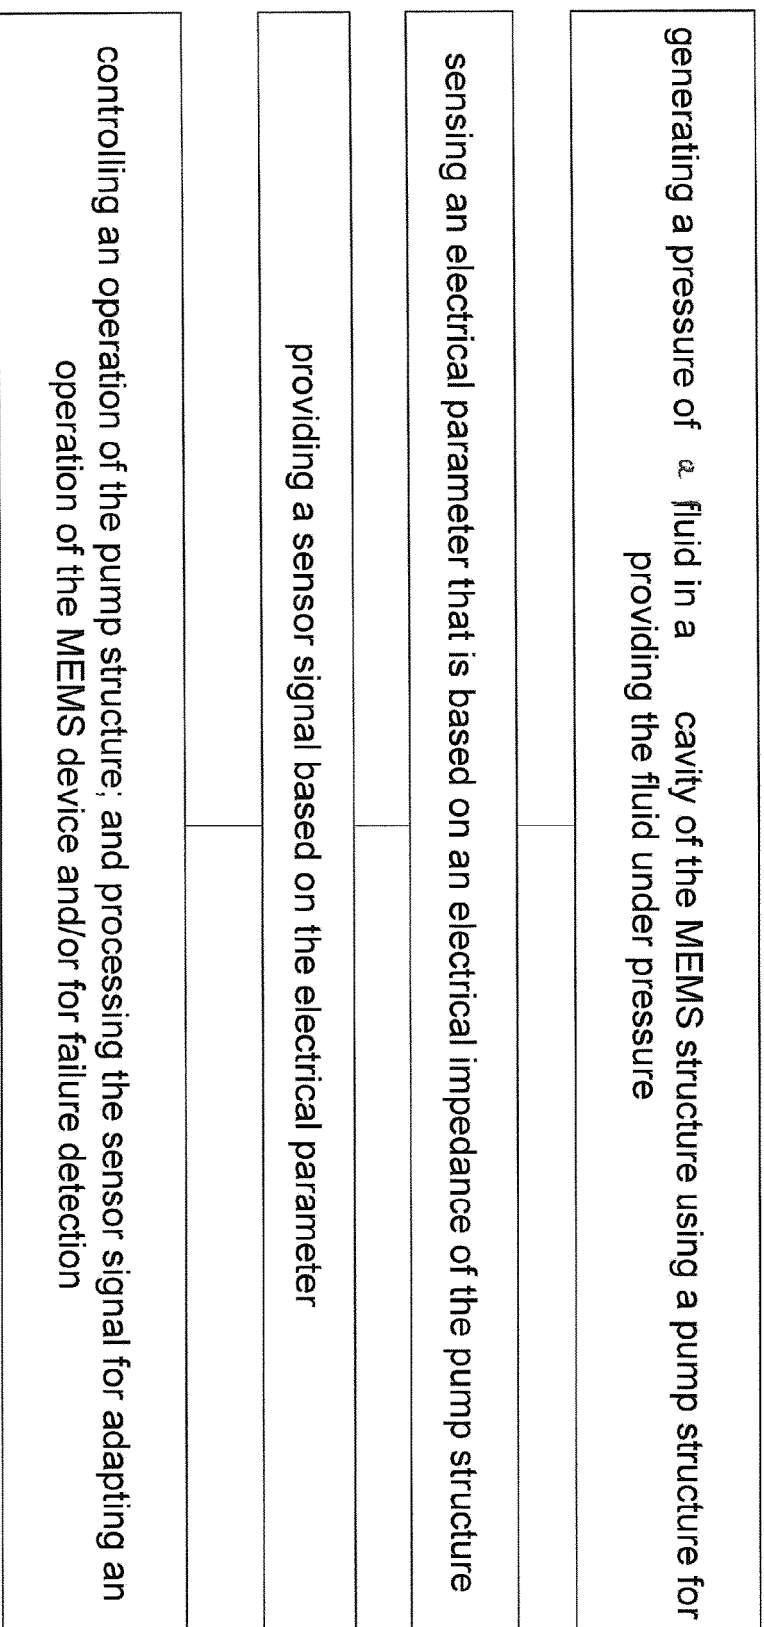 generating a pressure of a fluid in a cavity of the MEMS structure using a pump structure for
providing the fluid under pressure
sensing an electrical parameter that is based on an electrical impedance of the pump structure
providing a sensor signal based on the electrical parameter
controlling an operation of the pump structure; and processing the sensor signal for adapting an
operation of the MEMS device and/or for failure detection